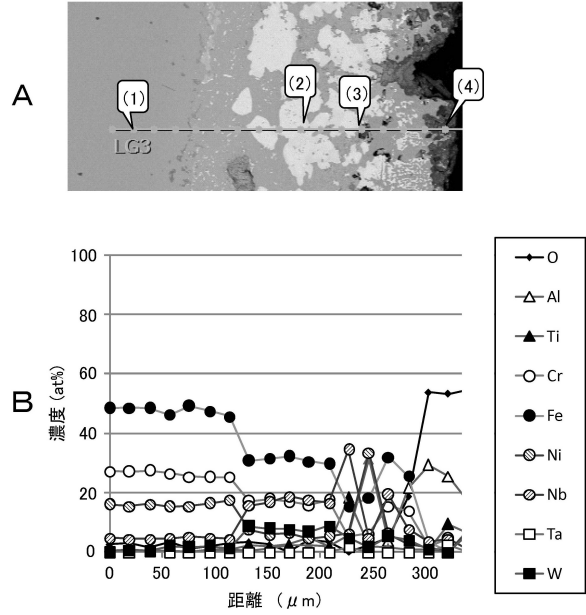 A
(1)
(2)
(3)
(4)
LG3
B
濃度 (at%)
100
80
60
40
20
0
0
50
100
150
200
250
300
距離 (μm)
O
Al
Ti
Cr
Fe
Ni
Nb
Ta
W